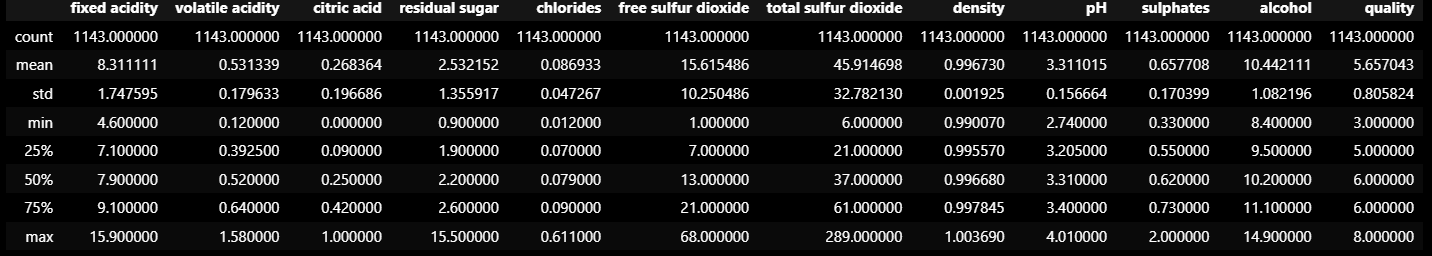 fixed acidity volatile acidity citric acid residual sugar chlorides free sulfur dioxide total sulfur dioxide density pH sulphates alcohol quality
count 1143.000000 1143.000000 1143.000000 1143.000000 1143.000000 1143.000000 1143.000000 1143.000000 1143.000000 1143.000000 1143.000000 1143.000000
mean 8.311111 0.531339 0.268364 2.532152 0.086933 15.615486 45.914698 0.996730 3.311015 0.657708 10.442111 5.657043
std 1.747595 0.179633 0.196686 1.355917 0.047267 10.250486 32.782130 0.001925 0.156664 0.170399 1.082196 0.805824
min 4.600000 0.120000 0.000000 0.900000 0.012000 1.000000 6.000000 0.990070 2.740000 0.330000 8.400000 3.000000
25% 7.100000 0.392500 0.090000 1.900000 0.070000 7.000000 21.000000 0.995570 3.205000 0.550000 9.500000 5.000000
50% 7.900000 0.520000 0.250000 2.200000 0.079000 13.000000 37.000000 0.996680 3.310000 0.620000 10.200000 6.000000
75% 9.100000 0.640000 0.420000 2.600000 0.090000 21.000000 61.000000 0.997845 3.400000 0.730000 11.100000 6.000000
max 15.900000 1.580000 1.000000 15.500000 0.611000 68.000000 289.000000 1.003690 4.010000 2.000000 14.900000 8.000000